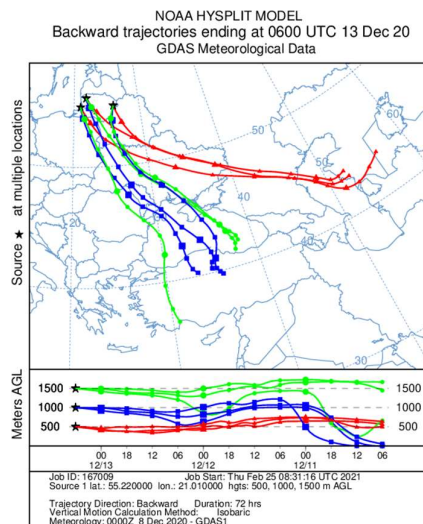 NOAA HYSPLIT MODEL
Backward trajectories ending at 0600 UTC 13 Dec 20
GDAS Meteorological Data
Source ★ at multiple locations
50
60
50
40
20
30
Meters AGL
1500 1500
1000 1000
500 500
00 18 12 06 00 18 12 06 00 18 12 06
12/13 12/12 12/11
Job ID: 167009 Job Start: Thu Feb 25 08:31:16 UTC 2021
Source 1 lat.: 55.220000 lon.: 21.010000 hgts: 500, 1000, 1500 m AGL
Trajectory Direction: Backward Duration: 72 hrs
Vertical Motion Calculation Method: Isobaric
Meteorology: 0000Z 8 Dec 2020 - GDAS1